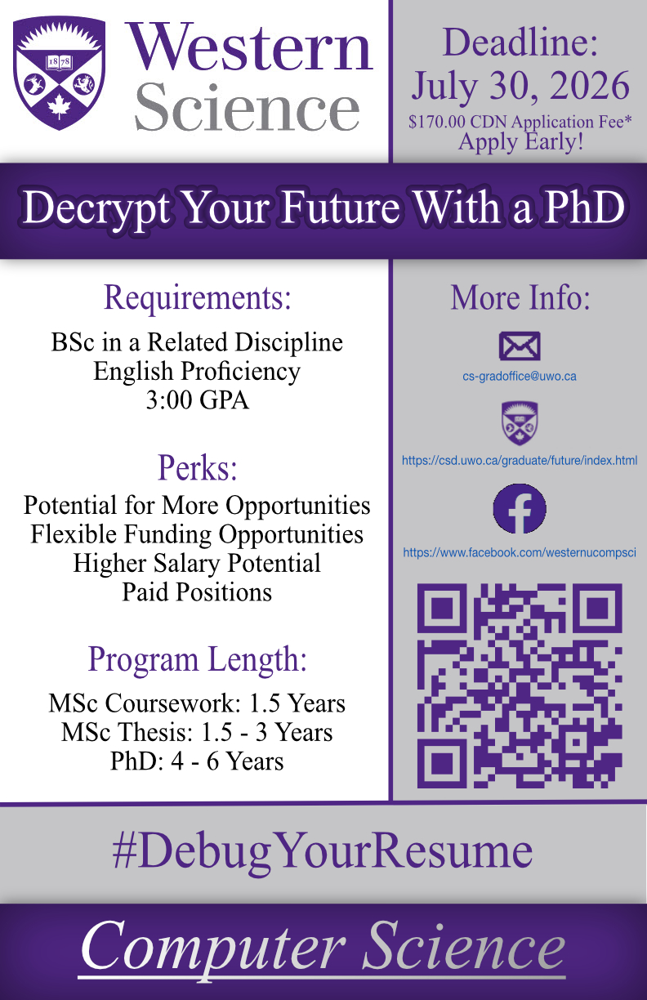 1878
Western
Science
Deadline:
July 30, 2026
$170.00 CDN Application Fee*
Apply Early!
Decrypt Your Future With a PhD
Requirements:
BSc in a Related Discipline
English Proficiency
3:00 GPA
Perks:
Potential for More Opportunities
Flexible Funding Opportunities
Higher Salary Potential
Paid Positions
Program Length:
MSc Coursework: 1.5 Years
MSc Thesis: 1.5 - 3 Years
PhD: 4 - 6 Years
More Info:
cs-gradoffice@uwo.ca
https://csd.uwo.ca/graduate/future/index.html
https://www.facebook.com/westernucompsci
#DebugYourResume
Computer Science